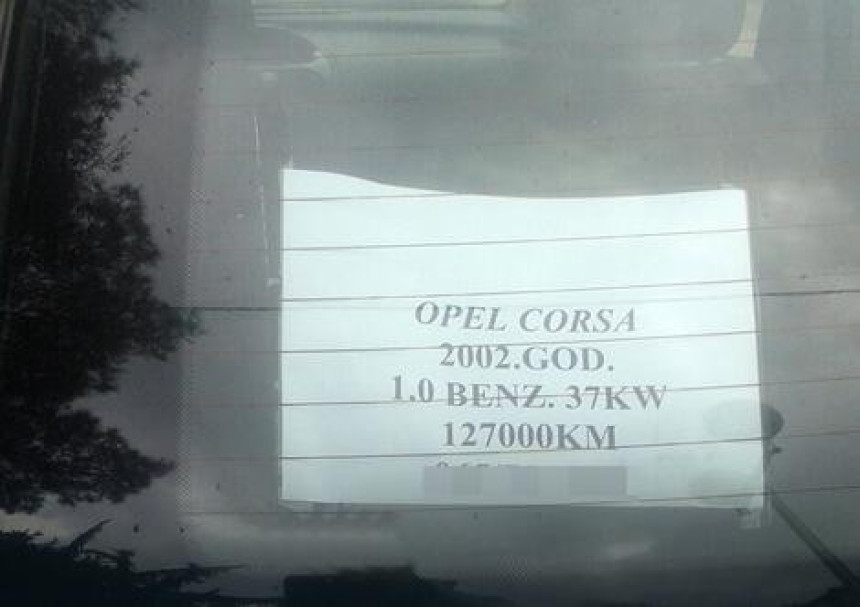 OPEL CORSA
2002.GOD.
1.0 BENZ. 37KW
127000KM